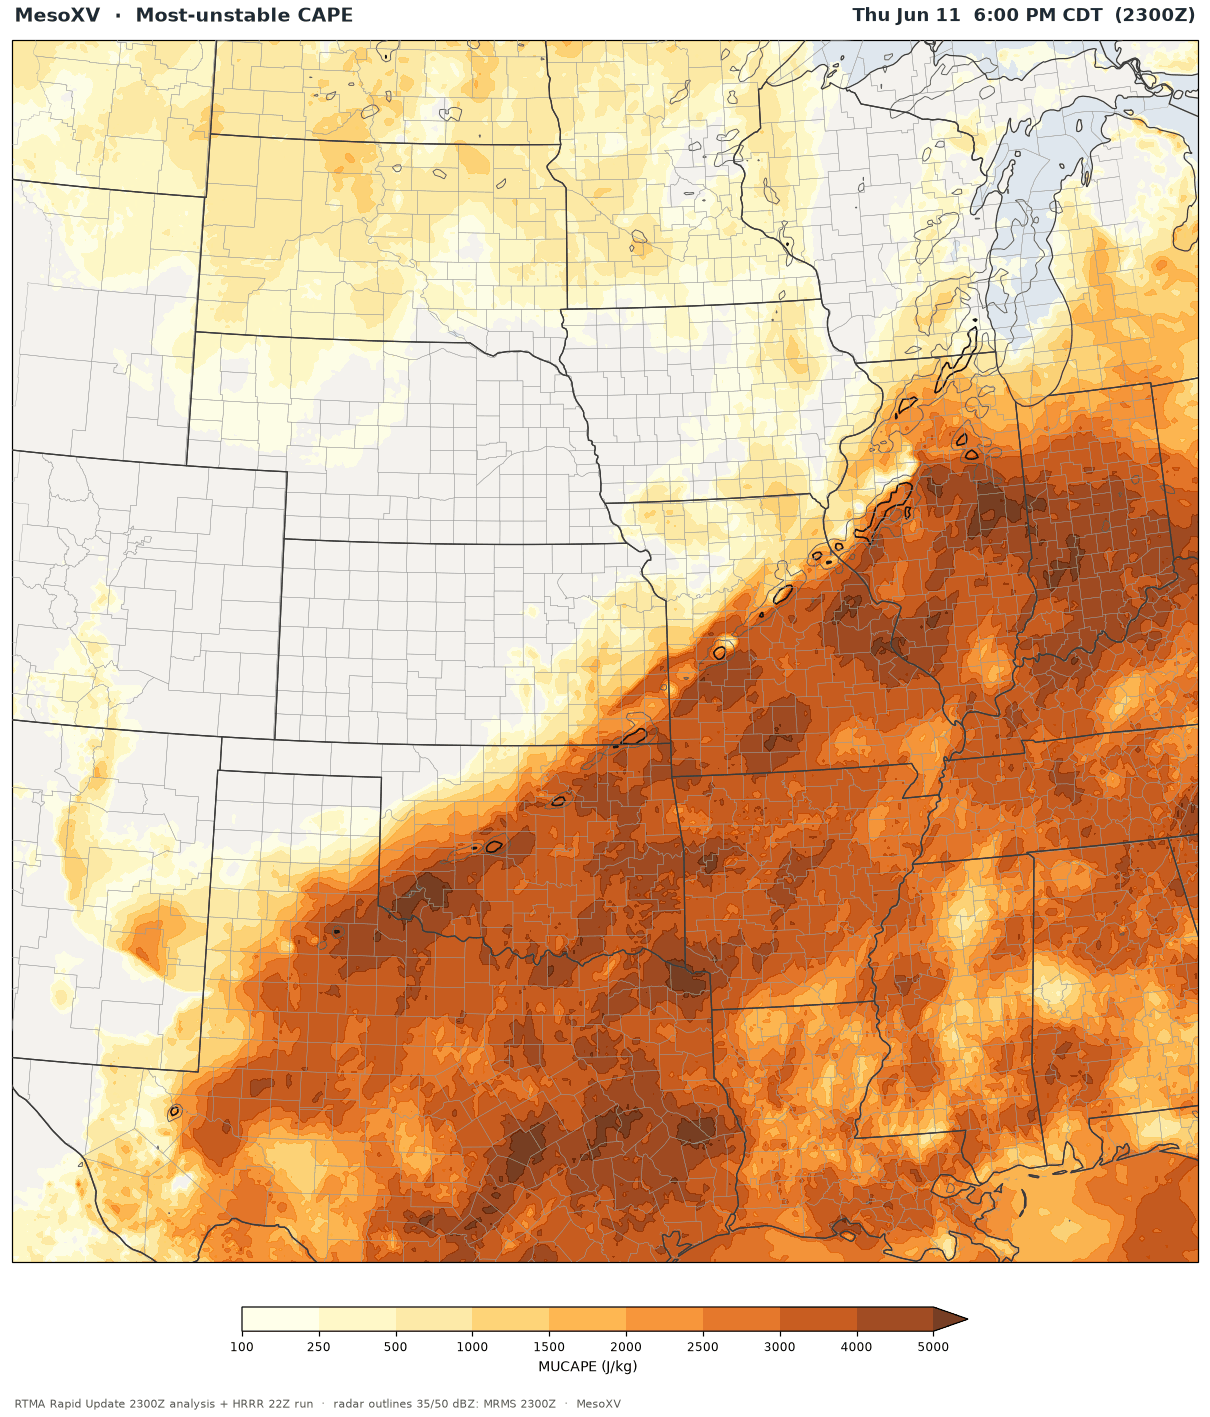 MesoXV · Most-unstable CAPE
Thu Jun 11 6:00 PM CDT (2300Z)
100 250 500 1000 1500 2000 2500 3000 4000 5000
MUCAPE (J/kg)
RTMA Rapid Update 2300Z analysis + HRRR 22Z run · radar outlines 35/50 dBZ: MRMS 2300Z · MesoXV